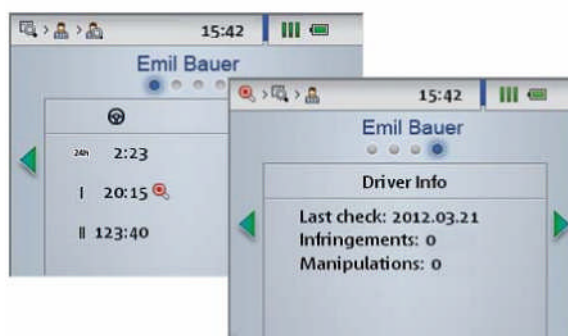 15:42
Emil Bauer
24h 2:23
I 20:15
II 123:40
15:42
Emil Bauer
Driver Info
Last check: 2012.03.21
Infringements: 0
Manipulations: 0